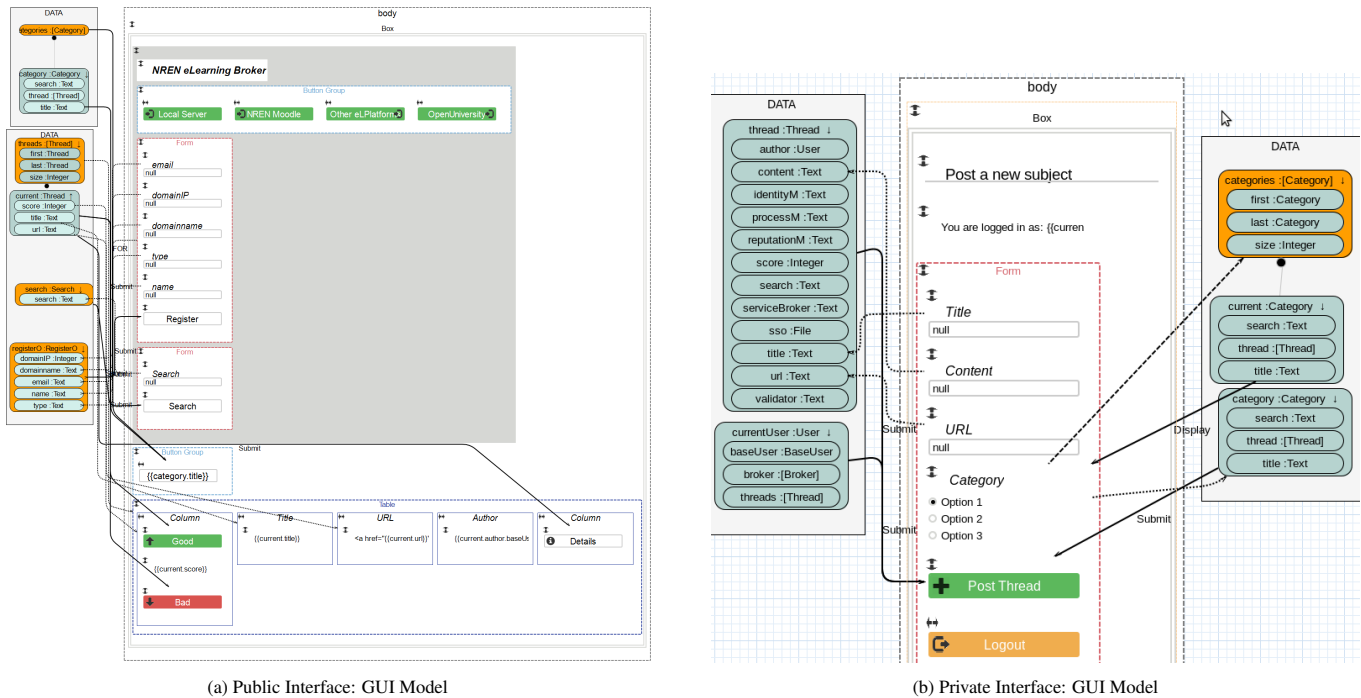 DATA
categories :[Category]
category :Category ↓
search :Text
thread :[Thread]
title :Text
DATA
threads :[Thread]
first :Thread
last :Thread
size :Integer
current :Thread ↑
score :Integer
title :Text
url :Text
search :Search ↓
search :Text
registerO :RegisterO ↓
domainIP :Integer
domainname :Text
email :Text
name :Text
type :Text
body
Box
NREN eLearning Broker
Button Group
Local Server
NREN Moodle
Other eLPlatform
OpenUniversity
Form
email
null
domainIP
null
domainname
null
FOR
type
null
Submit
name
null
Register
Submit
Form
Search
null
Submit
Search
Submit
Submit
Button Group
{{category.title}}
Table
Column
Title
URL
Author
Column
Good
{{current.title}}
<a href="{{current.url}}"
{{current.author.baseUs
Details
{{current.score}}
Bad
(a) Public Interface: GUI Model
DATA
thread :Thread ↓
author :User
content :Text
identityM :Text
processM :Text
reputationM :Text
score :Integer
search :Text
serviceBroker :Text
sso :File
title :Text
url :Text
validator :Text
currentUser :User ↓
baseUser :BaseUser
broker :[Broker]
threads :[Thread]
body
Box
Post a new subject
You are logged in as: {{curren
Form
Title
null
Content
null
URL
null
Submit
Category
Option 1
Option 2
Option 3
Submit
Post Thread
Logout
Display
Submit
DATA
categories :[Category] ↓
first :Category
last :Category
size :Integer
current :Category ↓
search :Text
thread :[Thread]
title :Text
category :Category ↓
search :Text
thread :[Thread]
title :Text
(b) Private Interface: GUI Model